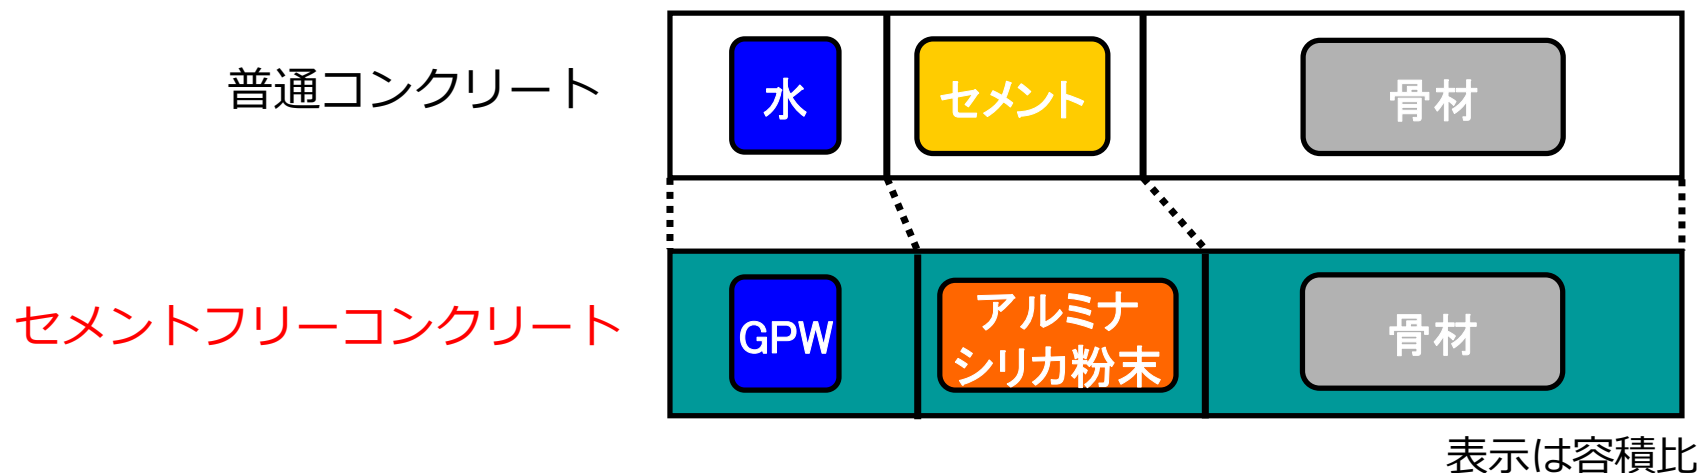 普通コンクリート
水
セメント
骨材
セメントフリーコンクリート
GPW
アルミナ
シリカ粉末
骨材
表示は容積比